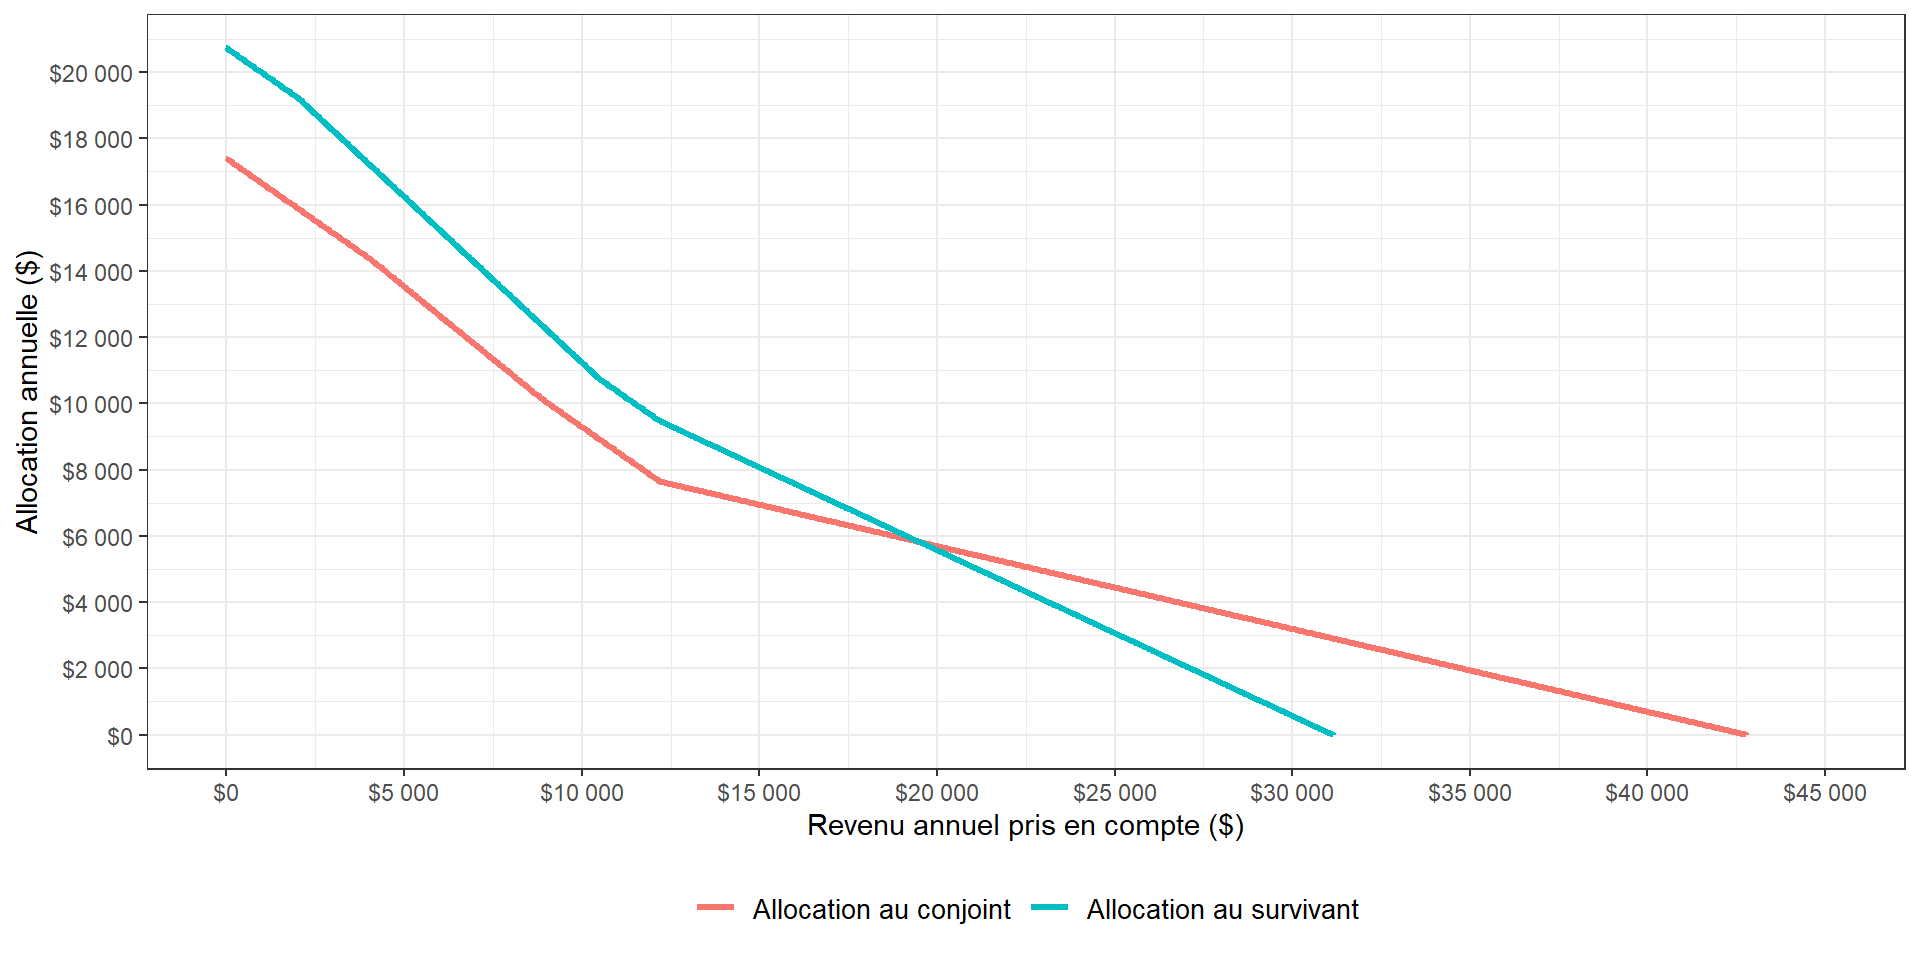 Allocation annuelle ($)
$20 000
$18 000
$16 000
$14 000
$12 000
$10 000
$8 000
$6 000
$4 000
$2 000
$0
$0 $5 000 $10 000 $15 000 $20 000 $25 000 $30 000 $35 000 $40 000 $45 000
Revenu annuel pris en compte ($)
Allocation au conjoint Allocation au survivant